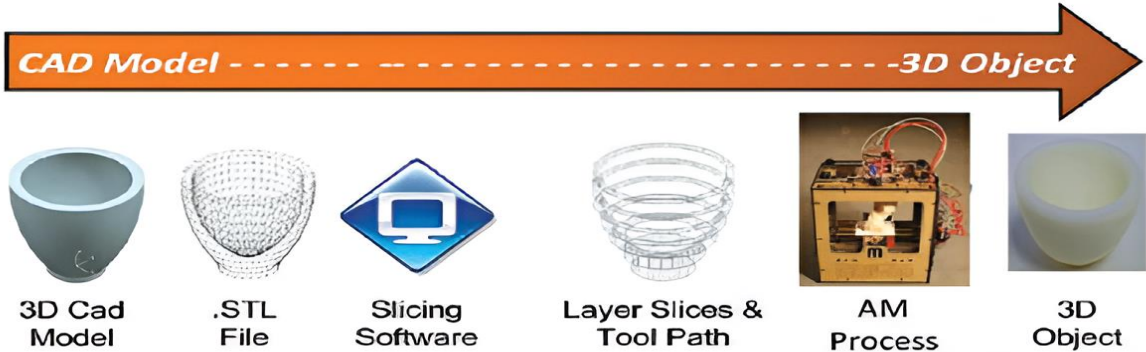 CAD Model - - - - - - - - - - - - - - - - - - - - - - - - - - - - - - - -3D Object
3D Cad
Model
.STL
File
Slicing
Software
Layer Slices &
Tool Path
AM
Process
3D
Object